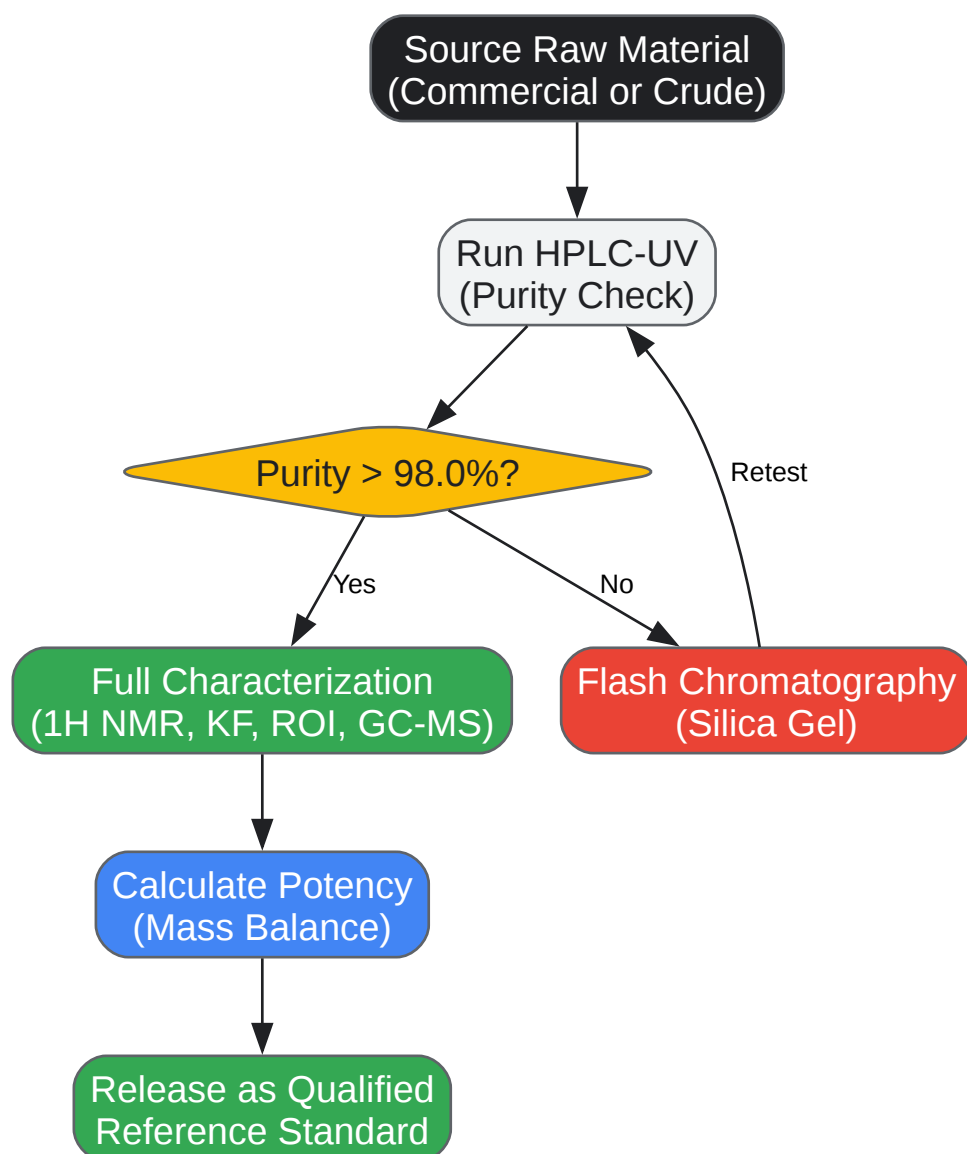 Source Raw Material
(Commercial or Crude)
Run HPLC-UV
(Purity Check)
Purity > 98.0%?
Retest
Yes
No
Full Characterization
(1H NMR, KF, ROI, GC-MS)
Flash Chromatography
(Silica Gel)
Calculate Potency
(Mass Balance)
Release as Qualified
Reference Standard